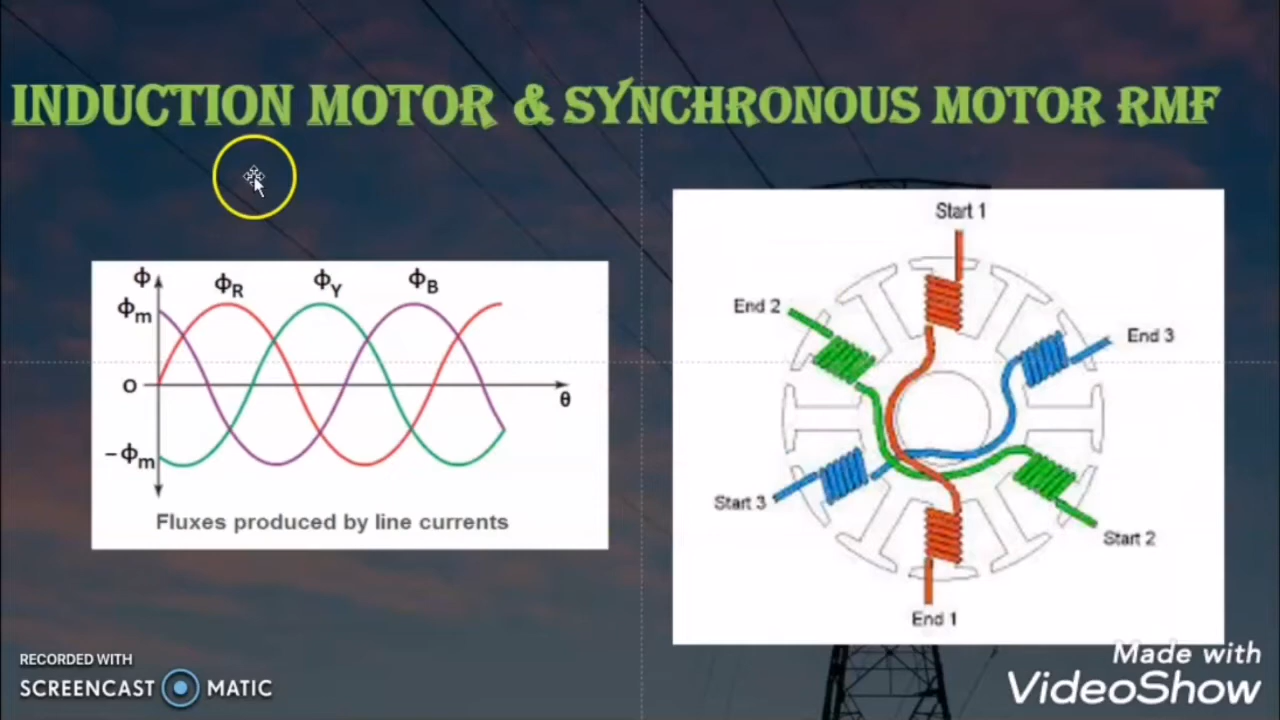 INDUCTION MOTOR & SYNCHRONOUS MOTOR RMF
ϕ
ϕm
O
-ϕm
ϕR
ϕY
ϕB
θ
Fluxes produced by line currents
Start 1
End 2
End 3
Start 3
Start 2
End 1
RECORDED WITH
SCREENCAST MATIC
Made with
VideoShow